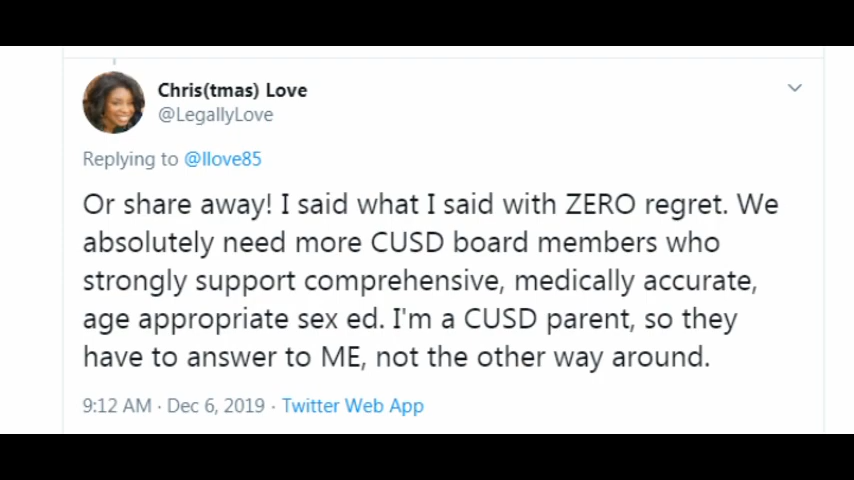 Chris(tmas) Love
@LegallyLove
Replying to @llove85
Or share away! I said what I said with ZERO regret. We
absolutely need more CUSD board members who
strongly support comprehensive, medically accurate,
age appropriate sex ed. I'm a CUSD parent, so they
have to answer to ME, not the other way around.
9:12 AM · Dec 6, 2019 · Twitter Web App